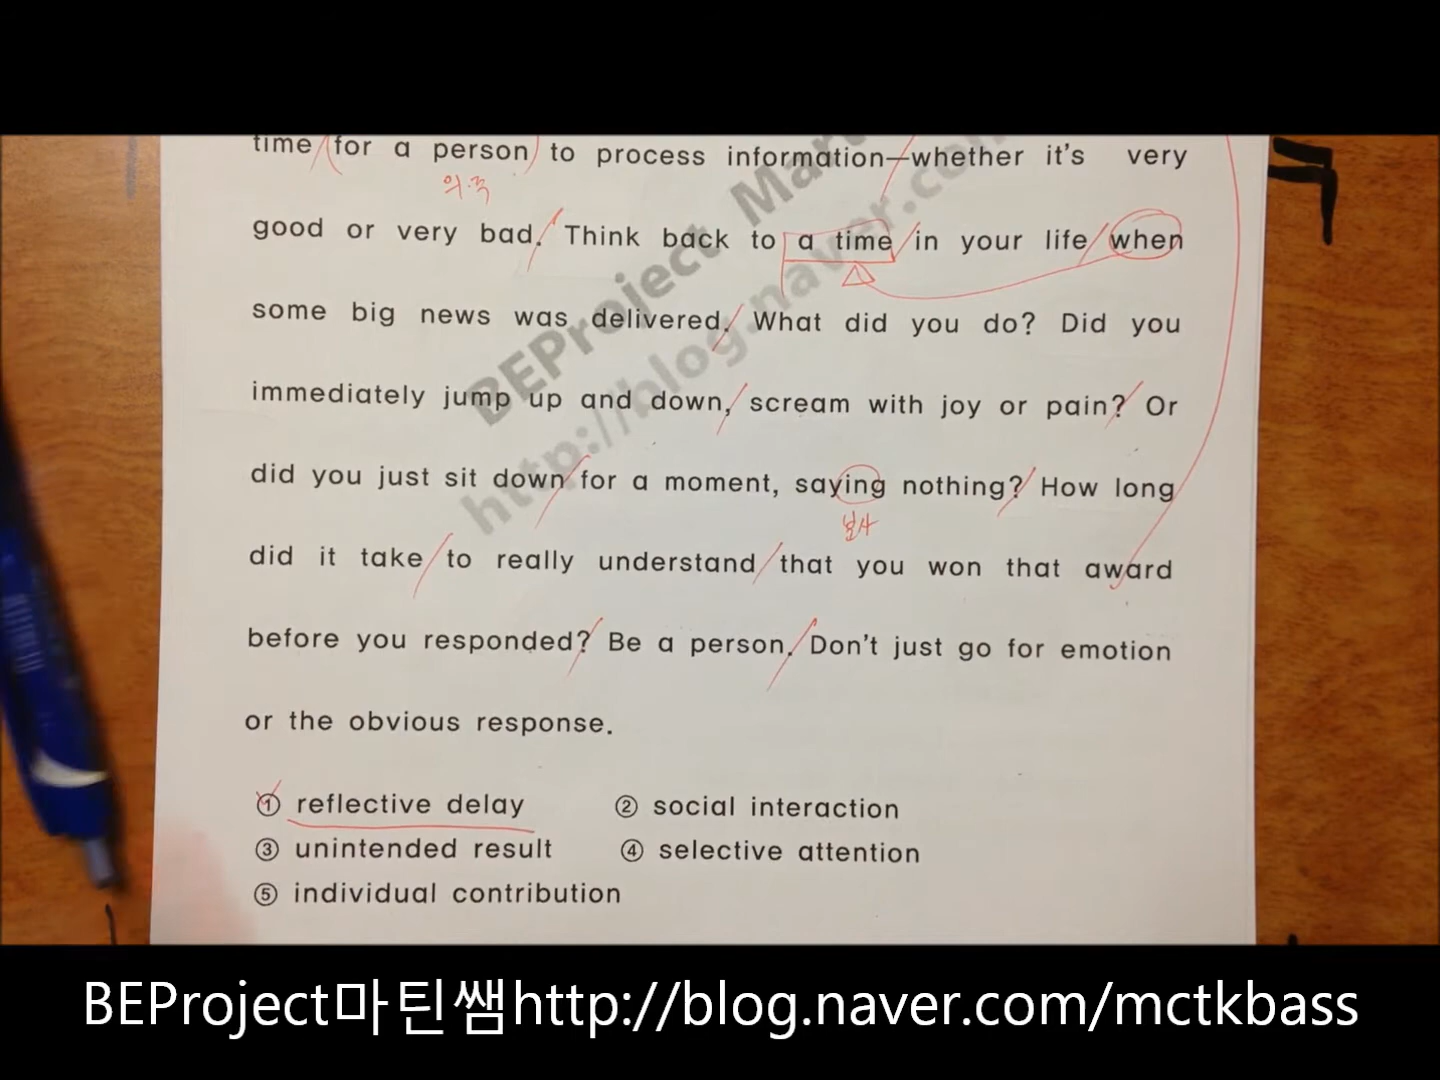 time for a person to process information—whether it's very
의.주
good or very bad. Think back to a time in your life when
some big news was delivered. What did you do? Did you
immediately jump up and down, scream with joy or pain? Or
did you just sit down for a moment, saying nothing? How long
분사
did it take to really understand that you won that award
before you responded? Be a person. Don't just go for emotion
or the obvious response.
① reflective delay ② social interaction
③ unintended result ④ selective attention
⑤ individual contribution
BEProject Mart
http://blog.naver.com
BEProject마틴쌤http://blog.naver.com/mctkbass